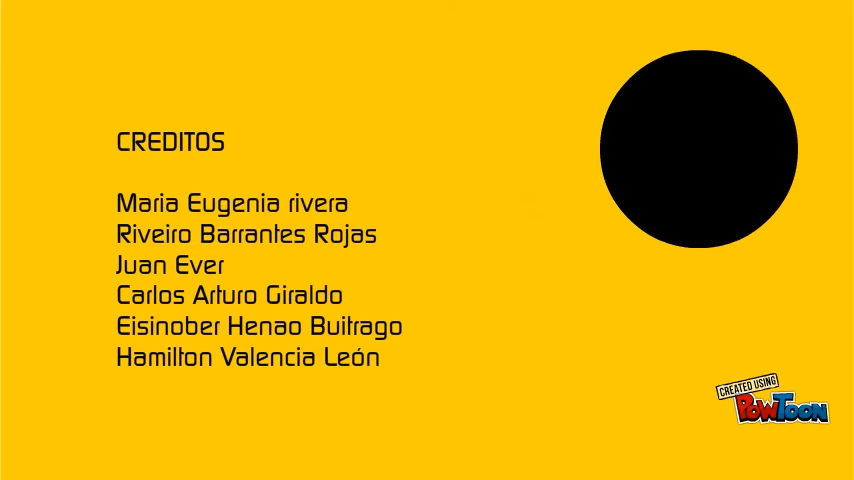 CREDITOS
Maria Eugenia rivera
Riveiro Barrantes Rojas
Juan Ever
Carlos Arturo Giraldo
Eisinober Henao Buitrago
Hamilton Valencia León
CREATED USING
POWTOON